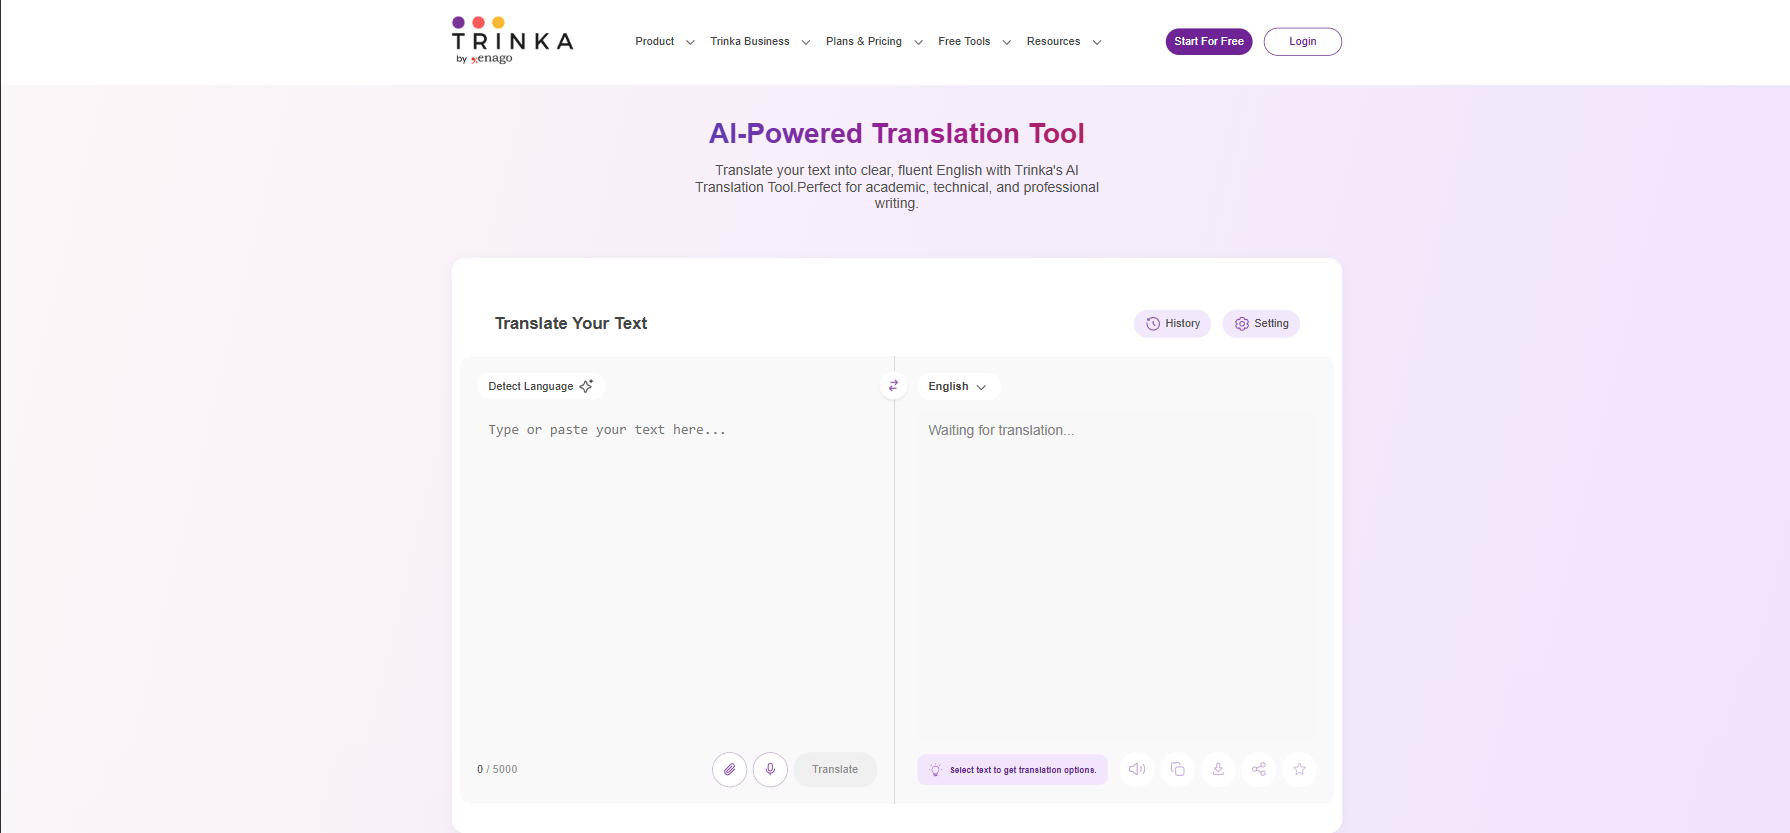 TRINKA
by enago
Product
Trinka Business
Plans & Pricing
Free Tools
Resources
Start For Free
Login
AI-Powered Translation Tool
Translate your text into clear, fluent English with Trinka's AI
Translation Tool.Perfect for academic, technical, and professional
writing.
Translate Your Text
History
Setting
Detect Language
English
Type or paste your text here...
Waiting for translation...
0 / 5000
Translate
Select text to get translation options.